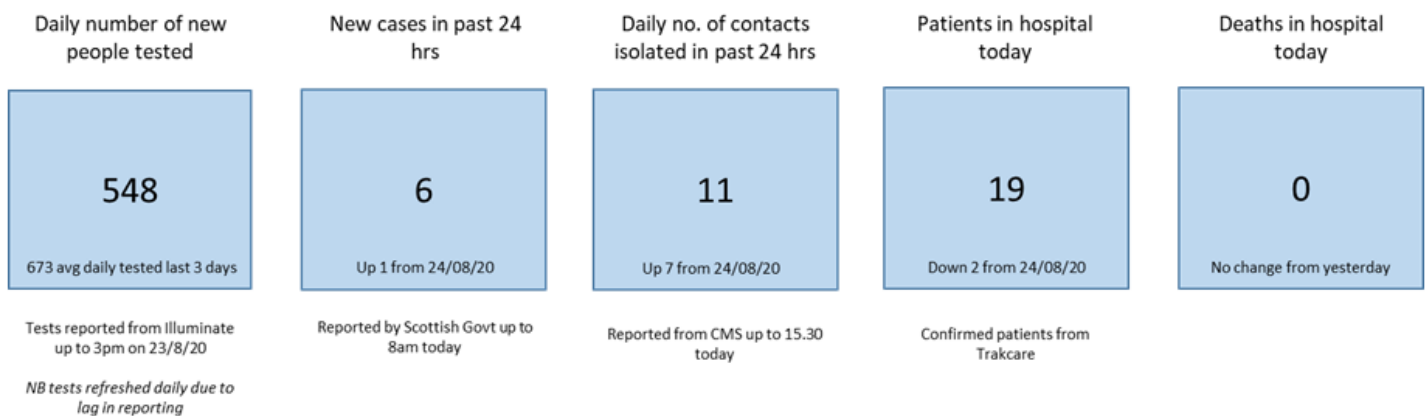 Daily number of new
people tested
548
673 avg daily tested last 3 days
Tests reported from Illuminate
up to 3pm on 23/8/20
NB tests refreshed daily due to
lag in reporting
New cases in past 24
hrs
6
Up 1 from 24/08/20
Reported by Scottish Govt up to
8am today
Daily no. of contacts
isolated in past 24 hrs
11
Up 7 from 24/08/20
Reported from CMS up to 15.30
today
Patients in hospital
today
19
Down 2 from 24/08/20
Confirmed patients from
Trakcare
Deaths in hospital
today
0
No change from yesterday